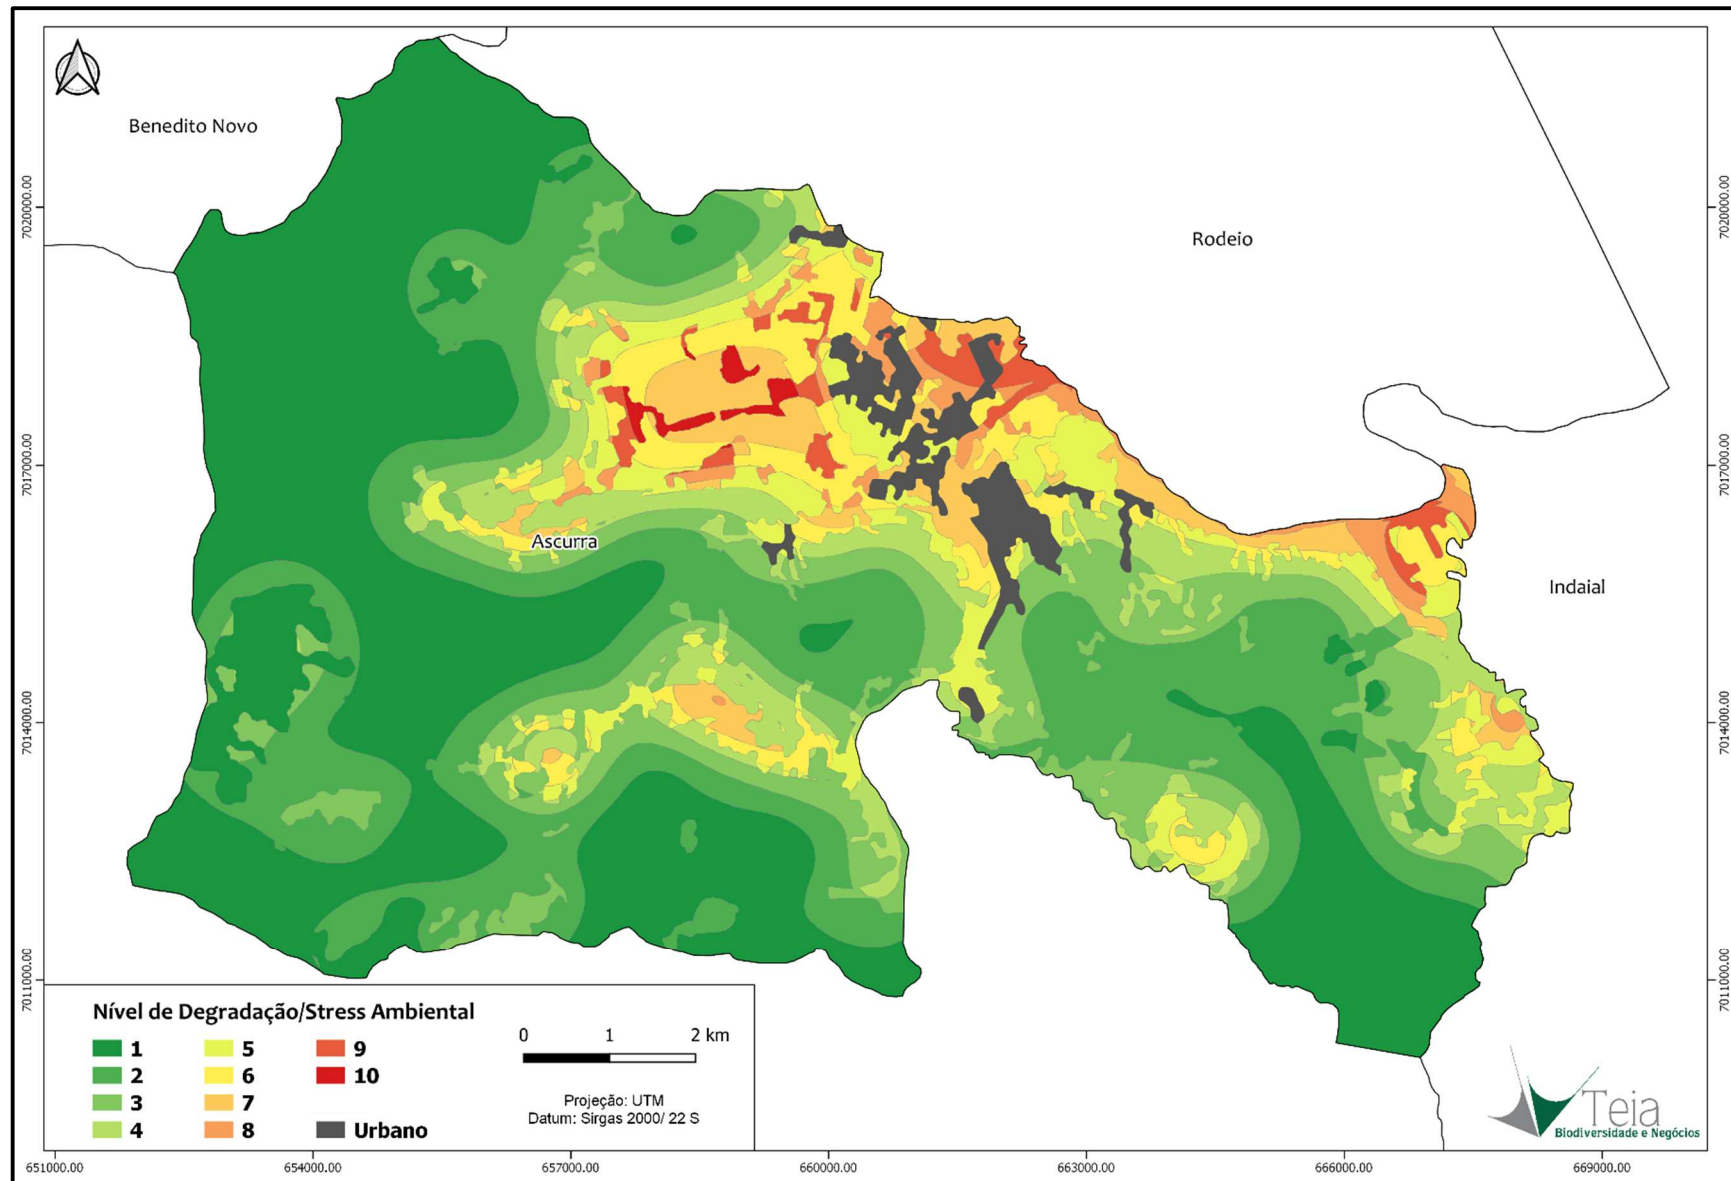 Benedito Novo
Rodeio
Ascurra
Indaial
7020000.00
7017000.00
7014000.00
7011000.00
7020000.00
7017000.00
7014000.00
7011000.00
Nível de Degradação/Stress Ambiental
1
2
3
4
5
6
7
8
9
10
Urbano
0 1 2 km
Projeção: UTM
Datum: Sirgas 2000/ 22 S
Teia
Biodiversidade e Negócios
651000.00 654000.00 657000.00 660000.00 663000.00 666000.00 669000.00